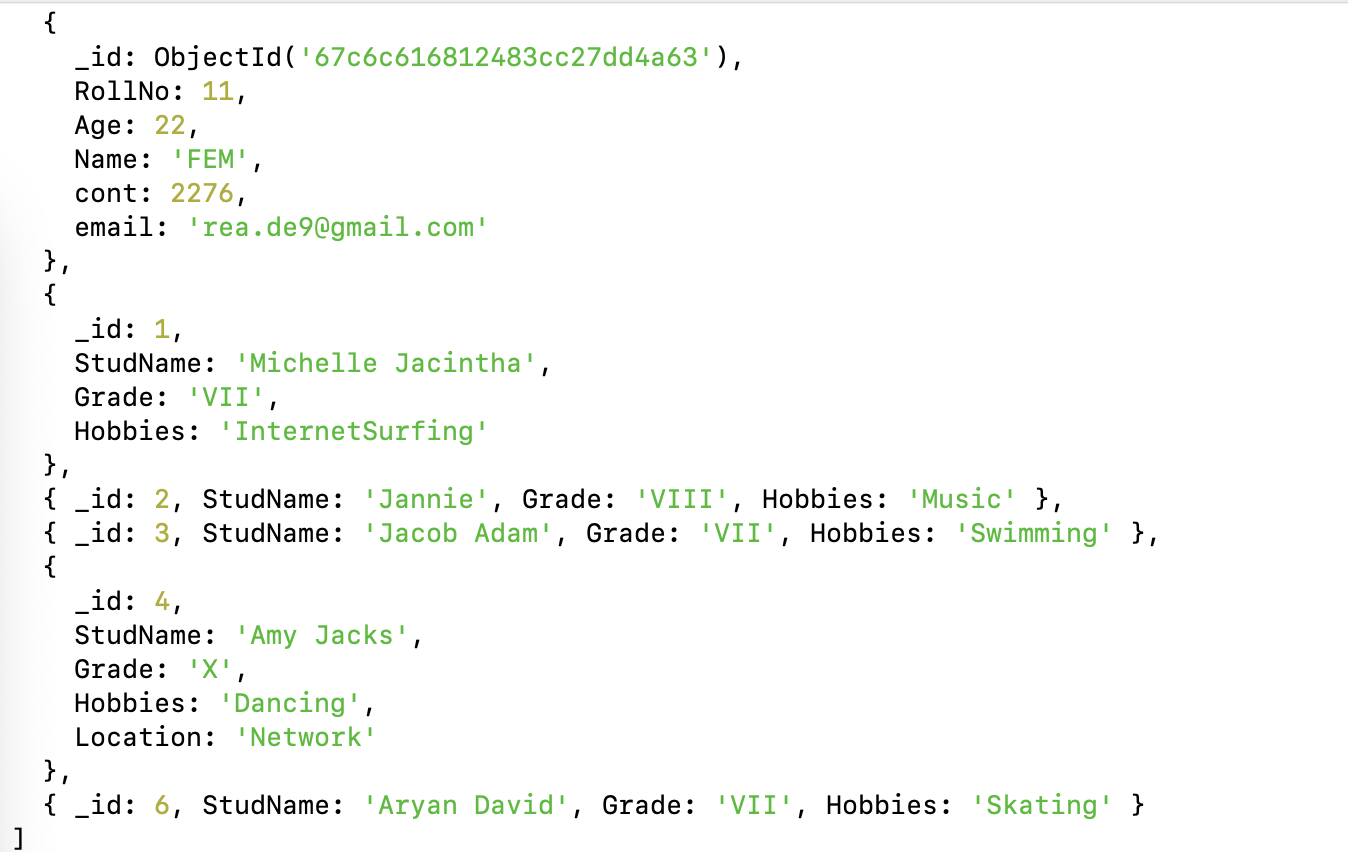 {
_id: ObjectId('67c6c616812483cc27dd4a63'),
RollNo: 11,
Age: 22,
Name: 'FEM',
cont: 2276,
email: 'rea.de9@gmail.com'
},
{
_id: 1,
StudName: 'Michelle Jacintha',
Grade: 'VII',
Hobbies: 'InternetSurfing'
},
{ _id: 2, StudName: 'Jannie', Grade: 'VIII', Hobbies: 'Music' },
{ _id: 3, StudName: 'Jacob Adam', Grade: 'VII', Hobbies: 'Swimming' },
{
_id: 4,
StudName: 'Amy Jacks',
Grade: 'X',
Hobbies: 'Dancing',
Location: 'Network'
},
{ _id: 6, StudName: 'Aryan David', Grade: 'VII', Hobbies: 'Skating' }
]